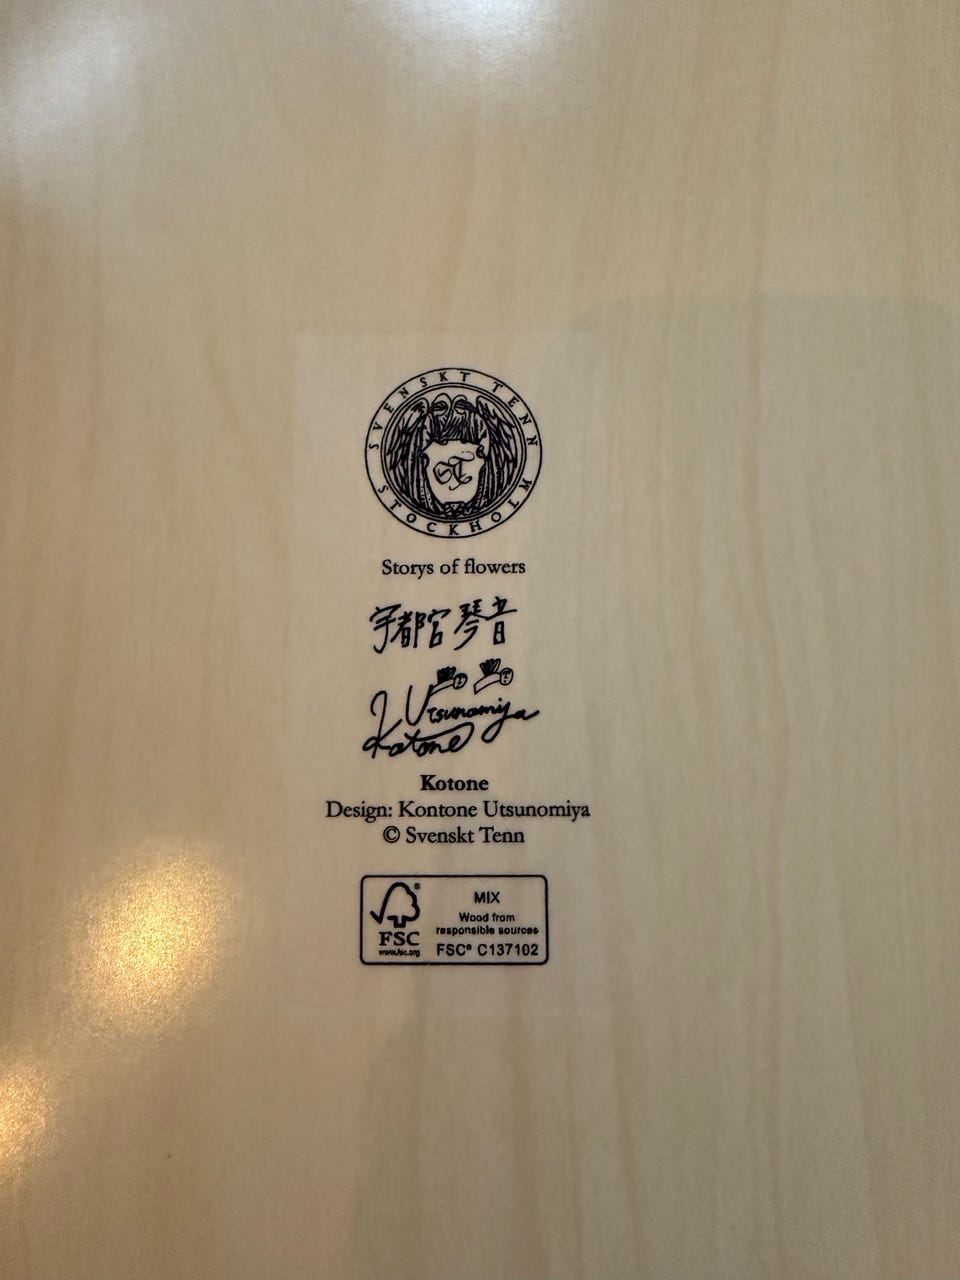 SVENSKT TENN
STOCKHOLM
ST
Storys of flowers
宇都宮琴音
Utsunomiya
Kotone
Kotone
Design: Kontone Utsunomiya
© Svenskt Tenn
FSC®
www.fsc.org
MIX
Wood from
responsible sources
FSC® C137102